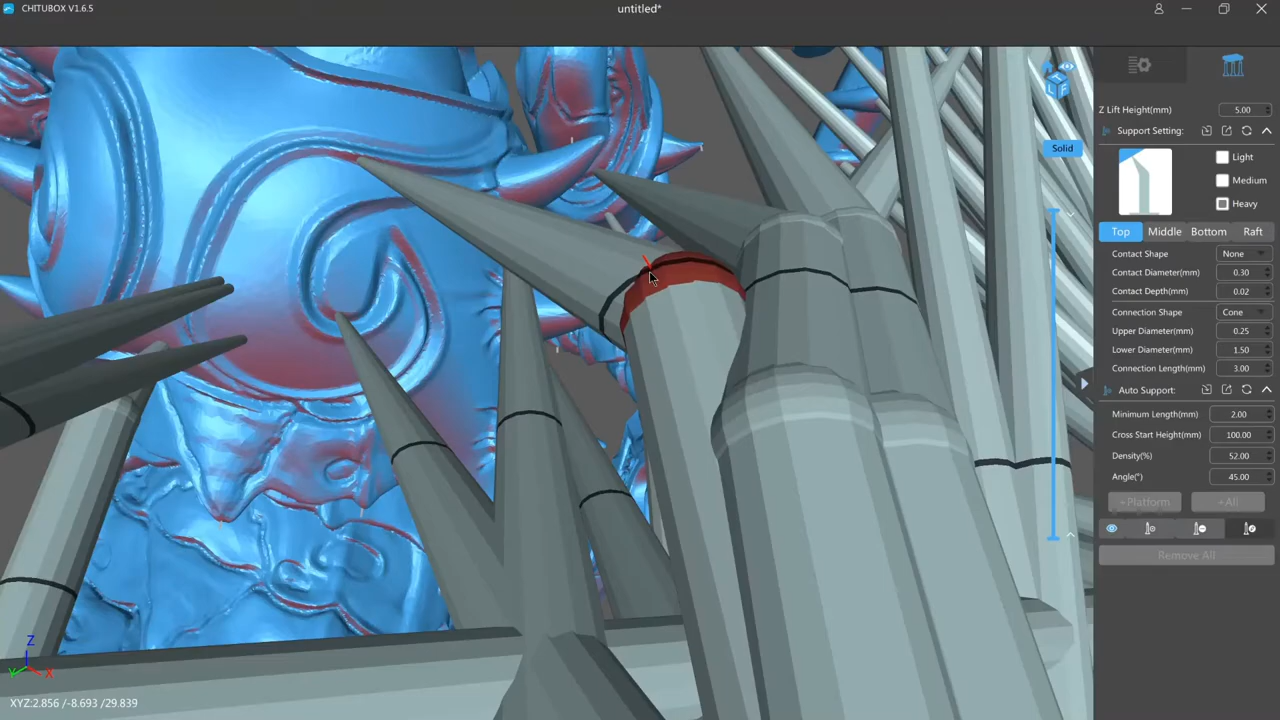 CHITUBOX V1.6.5
untitled*
Z Lift Height(mm) 5.00
Support Setting:
Solid
Light
Medium
Heavy
Top Middle Bottom Raft
Contact Shape None
Contact Diameter(mm) 0.30
Contact Depth(mm) 0.02
Connection Shape Cone
Upper Diameter(mm) 0.25
Lower Diameter(mm) 1.50
Connection Length(mm) 3.00
Auto Support:
Minimum Length(mm) 2.00
Cross Start Height(mm) 100.00
Density(%) 52.00
Angle(°) 45.00
+Platform +All
Remove All
Z
Y X
XYZ:2.856 /-8.693 /29.839